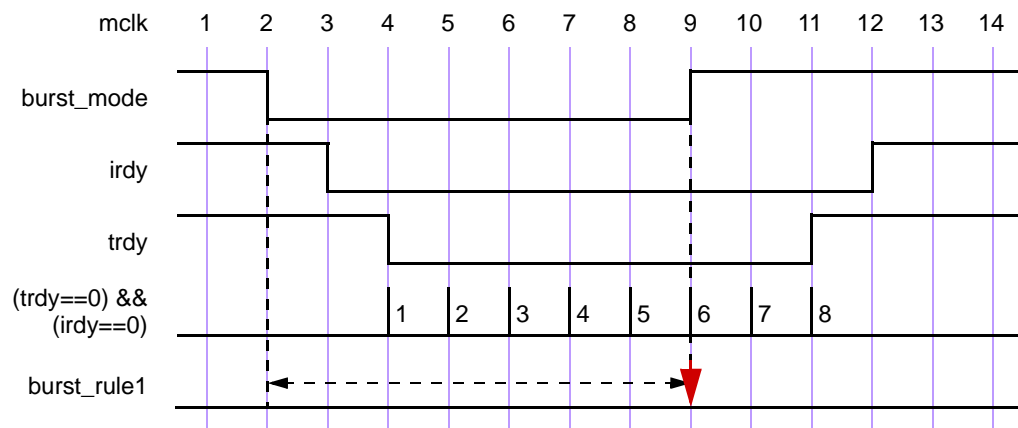 mclk 1 2 3 4 5 6 7 8 9 10 11 12 13 14
burst_mode
irdy
trdy
(trdy==0) &&
(irdy==0) 1 2 3 4 5 6 7 8
burst_rule1